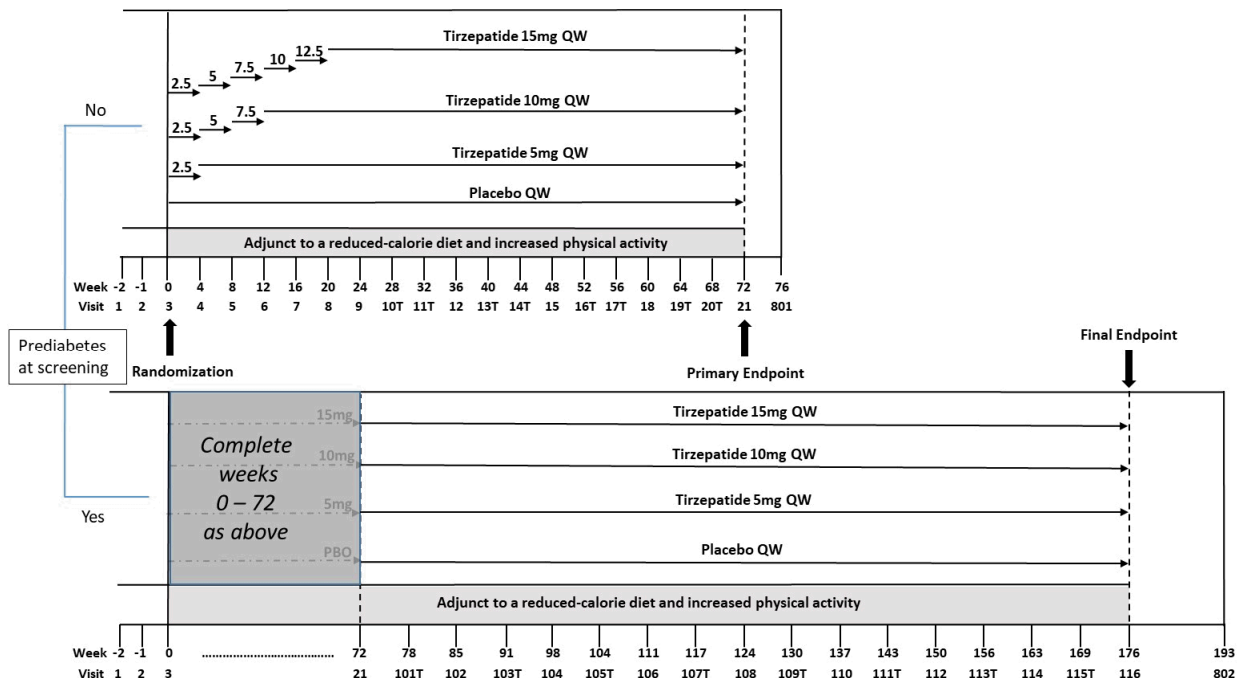 Tirzepatide 15mg QW
12.5
10
7.5
5
2.5
No
Tirzepatide 10mg QW
7.5
5
2.5
Tirzepatide 5mg QW
2.5
Placebo QW
Adjunct to a reduced-calorie diet and increased physical activity
Week -2 -1 0 4 8 12 16 20 24 28 32 36 40 44 48 52 56 60 64 68 72 76
Visit 1 2 3 4 5 6 7 8 9 10T 11T 12 13T 14T 15 16T 17T 18 19T 20T 21 801
Prediabetes
at screening
Randomization
Primary Endpoint
Final Endpoint
15mg
Tirzepatide 15mg QW
Complete
weeks
0 – 72
as above
10mg
Tirzepatide 10mg QW
5mg
Tirzepatide 5mg QW
Yes
PBO
Placebo QW
Adjunct to a reduced-calorie diet and increased physical activity
Week -2 -1 0 ..................................... 72 78 85 91 98 104 111 117 124 130 137 143 150 156 163 169 176 193
Visit 1 2 3 21 101T 102 103T 104 105T 106 107T 108 109T 110 111T 112 113T 114 115T 116 802